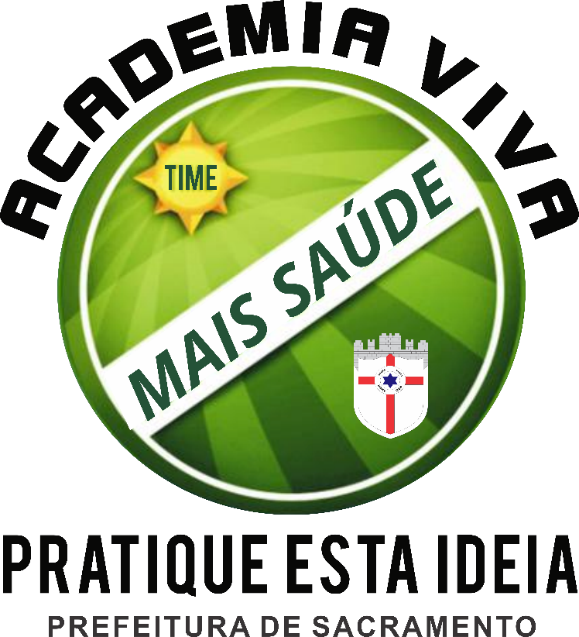 ACADEMIA VIVA
TIME
MAIS SAÚDE
PRATIQUE ESTA IDEIA
PREFEITURA DE SACRAMENTO